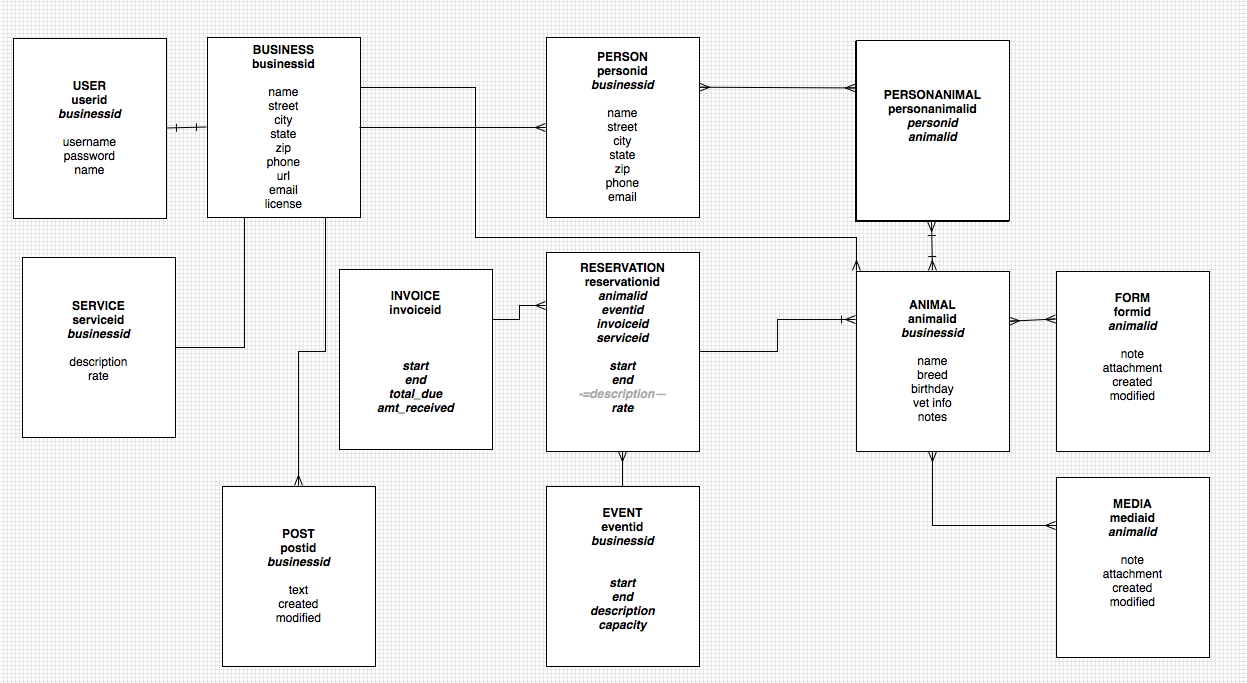 USER
userid
businessid
username
password
name
BUSINESS
businessid
name
street
city
state
zip
phone
url
email
license
PERSON
personid
businessid
name
street
city
state
zip
phone
email
PERSONANIMAL
personanimalid
personid
animalid
SERVICE
serviceid
businessid
description
rate
INVOICE
invoiceid
start
end
total_due
amt_received
RESERVATION
reservationid
animalid
eventid
invoiceid
serviceid
start
end
-=description—
rate
ANIMAL
animalid
businessid
name
breed
birthday
vet info
notes
FORM
formid
animalid
note
attachment
created
modified
POST
postid
businessid
text
created
modified
EVENT
eventid
businessid
start
end
description
capacity
MEDIA
mediaid
animalid
note
attachment
created
modified